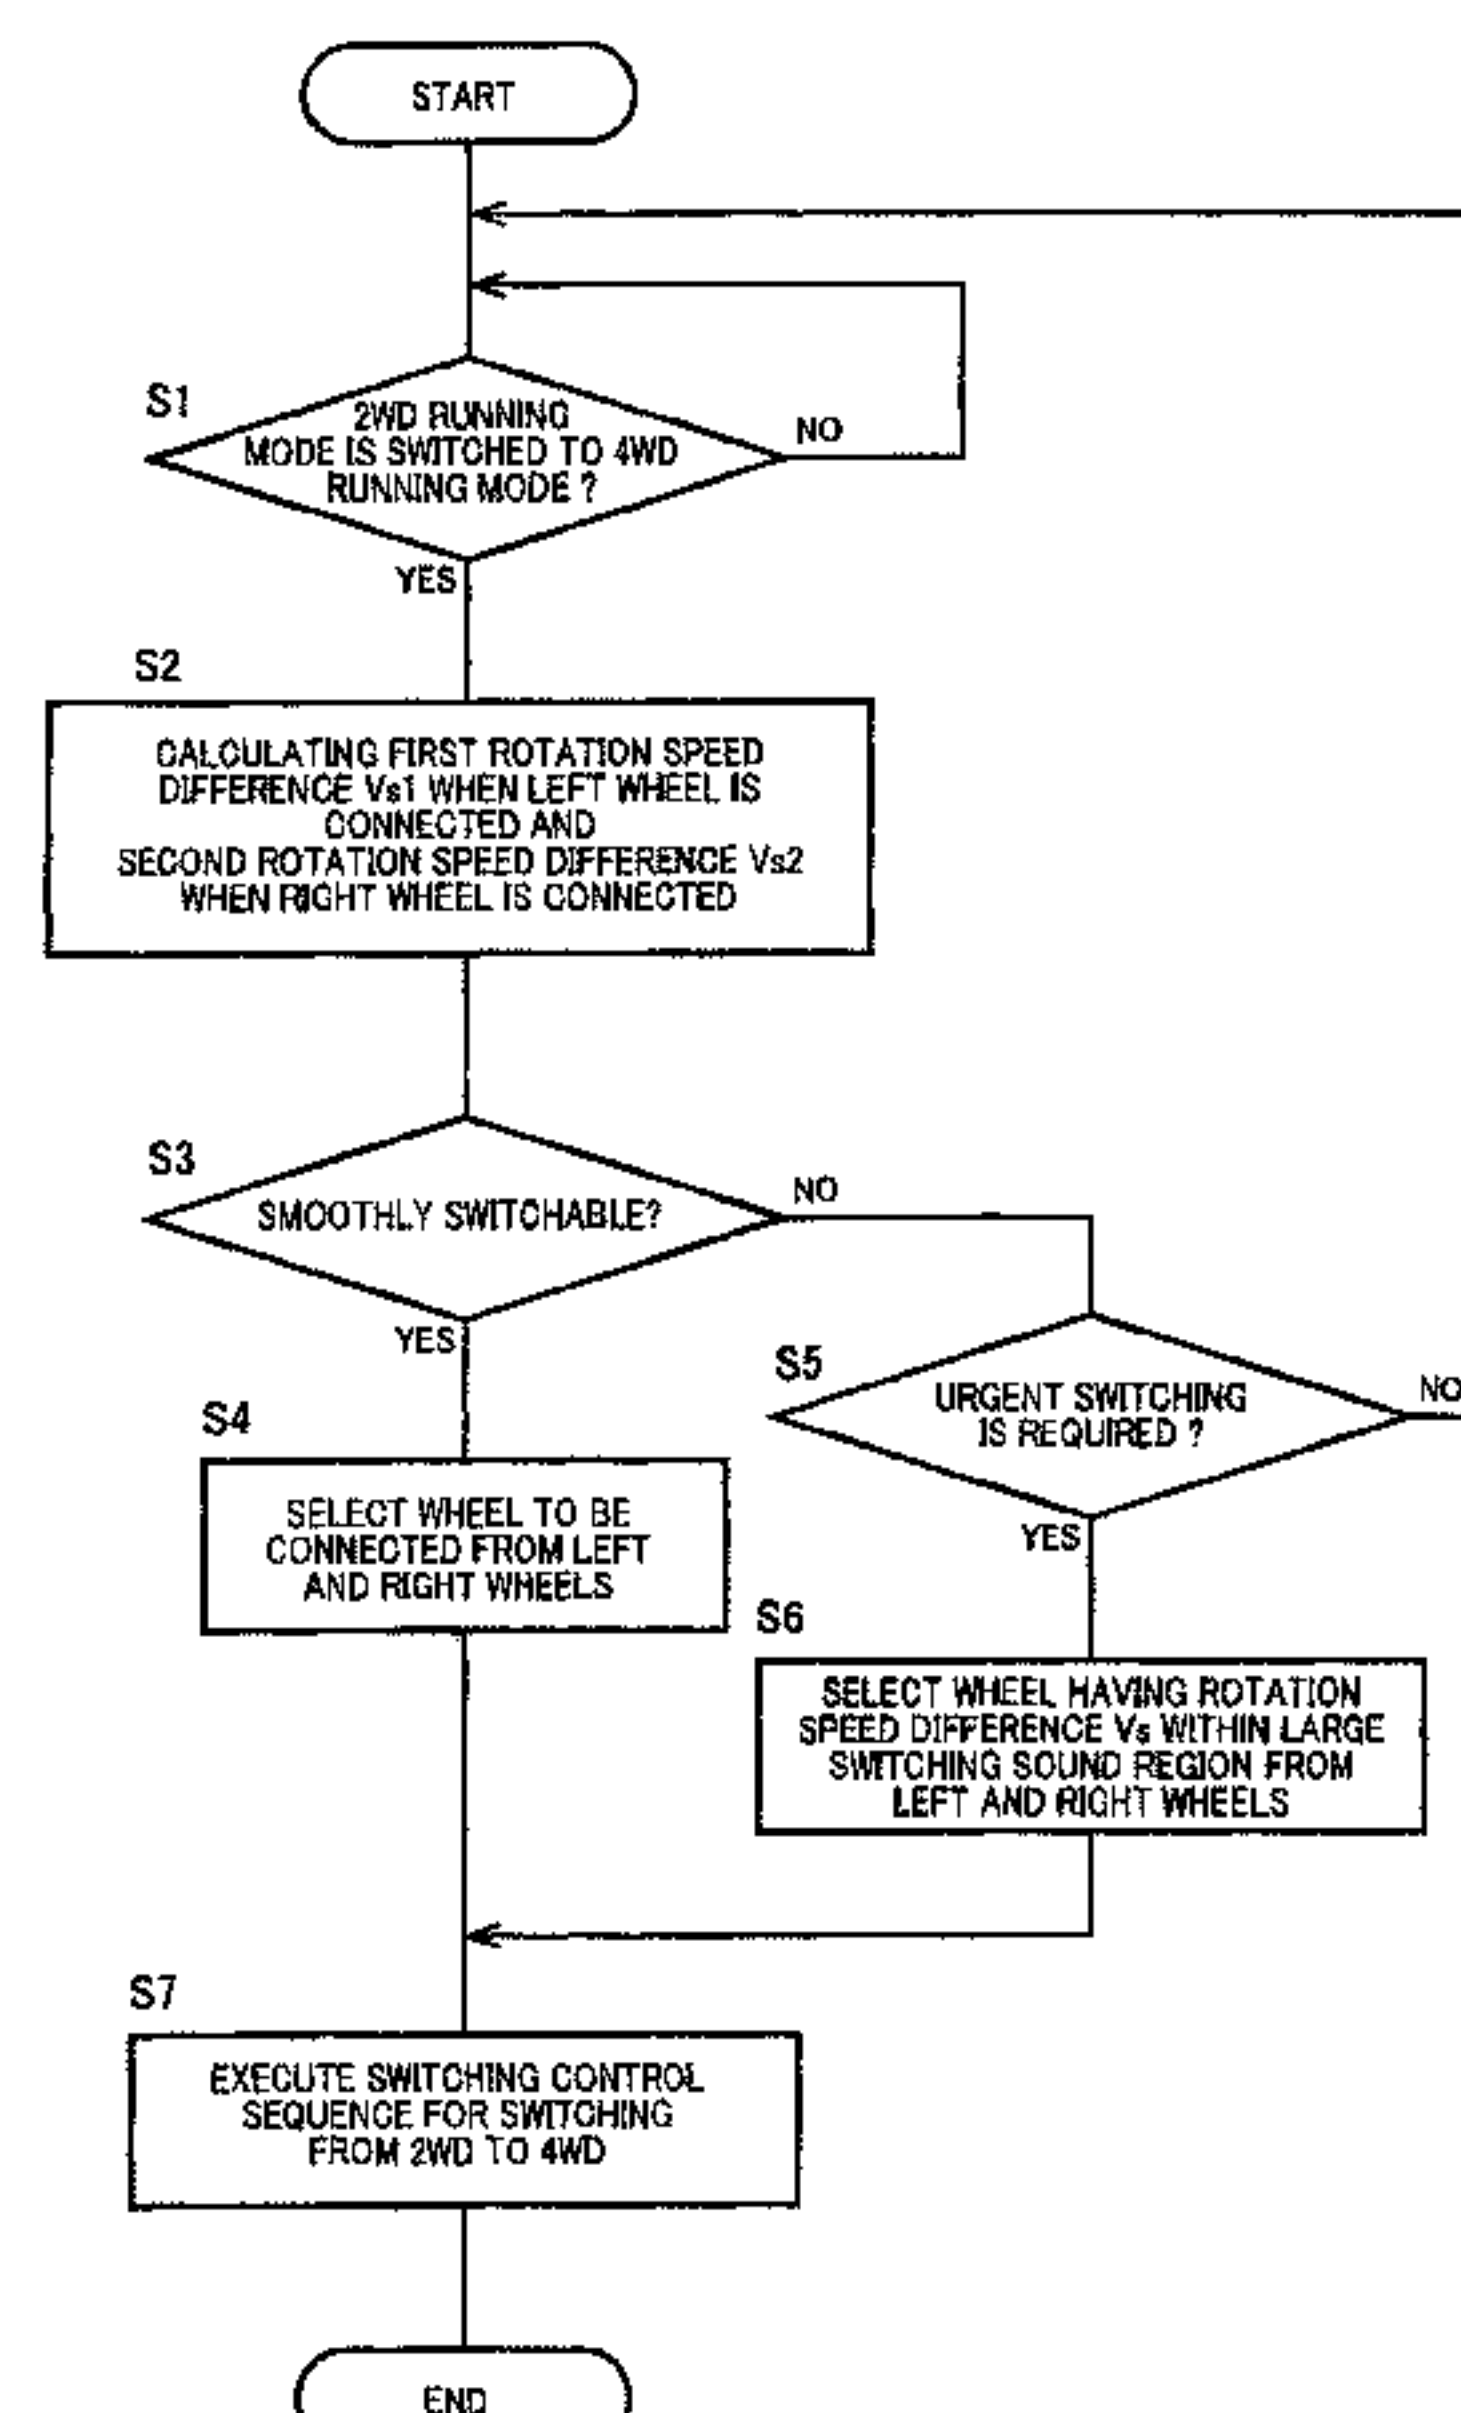 START
S1
2WD RUNNING
MODE IS SWITCHED TO 4WD
RUNNING MODE ?
NO
YES
S2
CALCULATING FIRST ROTATION SPEED
DIFFERENCE Vs1 WHEN LEFT WHEEL IS
CONNECTED AND
SECOND ROTATION SPEED DIFFERENCE Vs2
WHEN RIGHT WHEEL IS CONNECTED
S3
SMOOTHLY SWITCHABLE?
NO
YES
S5
URGENT SWITCHING
IS REQUIRED ?
NO
YES
S4
SELECT WHEEL TO BE
CONNECTED FROM LEFT
AND RIGHT WHEELS
S6
SELECT WHEEL HAVING ROTATION
SPEED DIFFERENCE Vs WITHIN LARGE
SWITCHING SOUND REGION FROM
LEFT AND RIGHT WHEELS
S7
EXECUTE SWITCHING CONTROL
SEQUENCE FOR SWITCHING
FROM 2WD TO 4WD
END